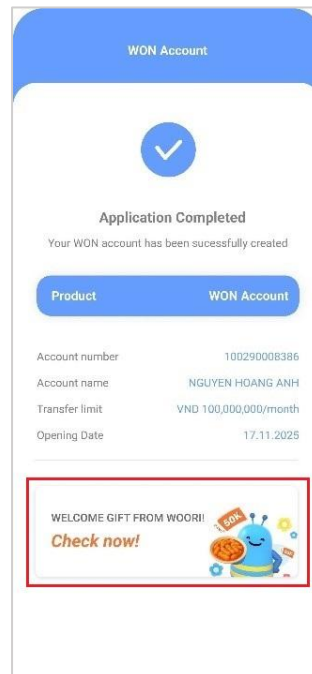 WON Account
Application Completed
Your WON account has been sucessfully created
Product WON Account
Account number 100290008386
Account name NGUYEN HOANG ANH
Transfer limit VND 100,000,000/month
Opening Date 17.11.2025
WELCOME GIFT FROM WOORI!
Check now!
50K